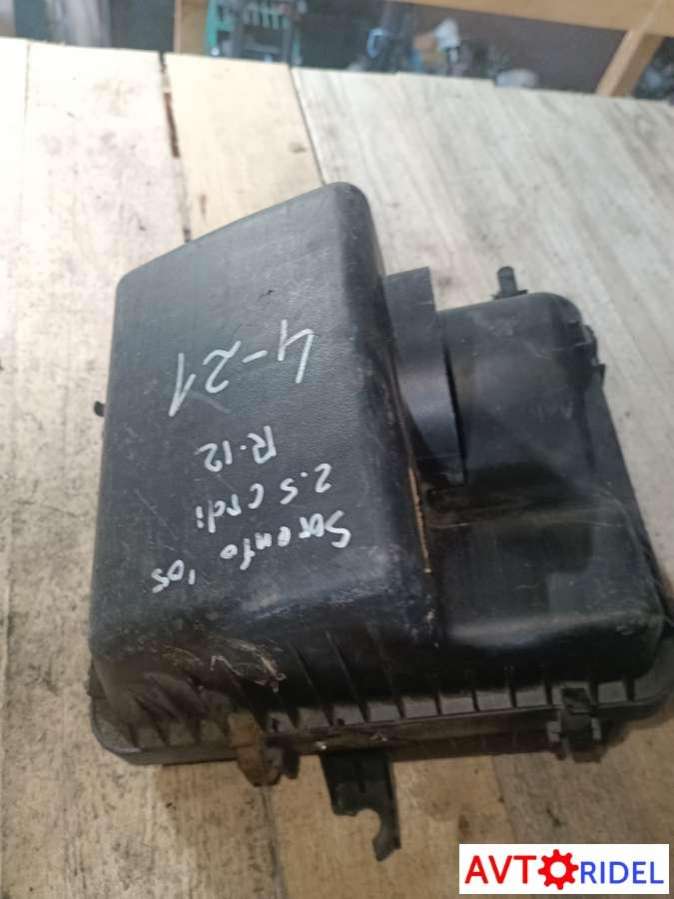 Sorento '05
2.5 crdi
R.12
4-21
AVTORIDEL